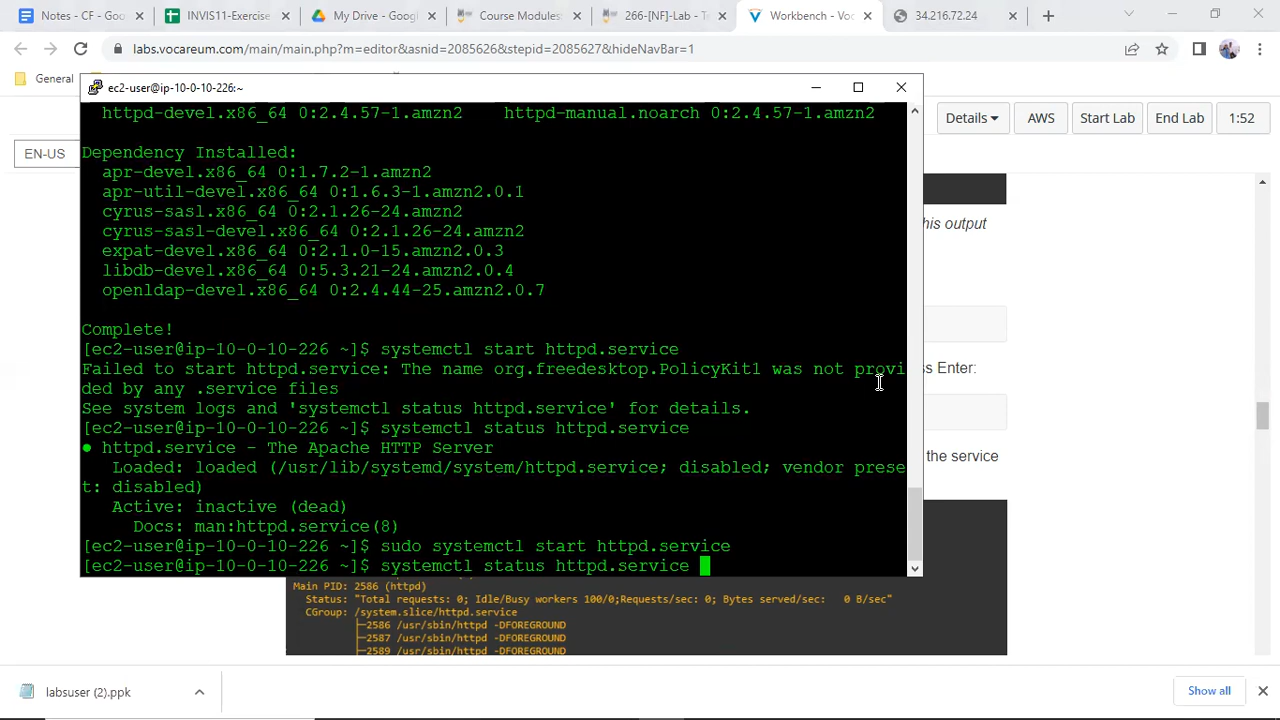 Notes - CF - Goo
INVIS11-Exercise
My Drive - Googl
Course Modules:
266-[NF]-Lab - Te
Workbench - Voc
34.216.72.24
labs.vocareum.com/main/main.php?m=editor&asnid=2085626&stepid=2085627&hideNavBar=1
General
ec2-user@ip-10-0-10-226:~
Details
AWS
Start Lab
End Lab
1:52
EN-US
httpd-devel.x86_64 0:2.4.57-1.amzn2 httpd-manual.noarch 0:2.4.57-1.amzn2
Dependency Installed:
apr-devel.x86_64 0:1.7.2-1.amzn2
apr-util-devel.x86_64 0:1.6.3-1.amzn2.0.1
cyrus-sasl.x86_64 0:2.1.26-24.amzn2
cyrus-sasl-devel.x86_64 0:2.1.26-24.amzn2
expat-devel.x86_64 0:2.1.0-15.amzn2.0.3
libdb-devel.x86_64 0:5.3.21-24.amzn2.0.4
openldap-devel.x86_64 0:2.4.44-25.amzn2.0.7
Complete!
[ec2-user@ip-10-0-10-226 ~]$ systemctl start httpd.service
Failed to start httpd.service: The name org.freedesktop.PolicyKit1 was not provi
ded by any .service files
See system logs and 'systemctl status httpd.service' for details.
[ec2-user@ip-10-0-10-226 ~]$ systemctl status httpd.service
● httpd.service - The Apache HTTP Server
Loaded: loaded (/usr/lib/systemd/system/httpd.service; disabled; vendor prese
t: disabled)
Active: inactive (dead)
Docs: man:httpd.service(8)
[ec2-user@ip-10-0-10-226 ~]$ sudo systemctl start httpd.service
[ec2-user@ip-10-0-10-226 ~]$ systemctl status httpd.service
his output
ss Enter:
the service
Main PID: 2586 (httpd)
Status: "Total requests: 0; Idle/Busy workers 100/0;Requests/sec: 0; Bytes served/sec: 0 B/sec"
CGroup: /system.slice/httpd.service
├─2586 /usr/sbin/httpd -DFOREGROUND
├─2587 /usr/sbin/httpd -DFOREGROUND
├─2589 /usr/sbin/httpd -DFOREGROUND
labsuser (2).ppk
Show all